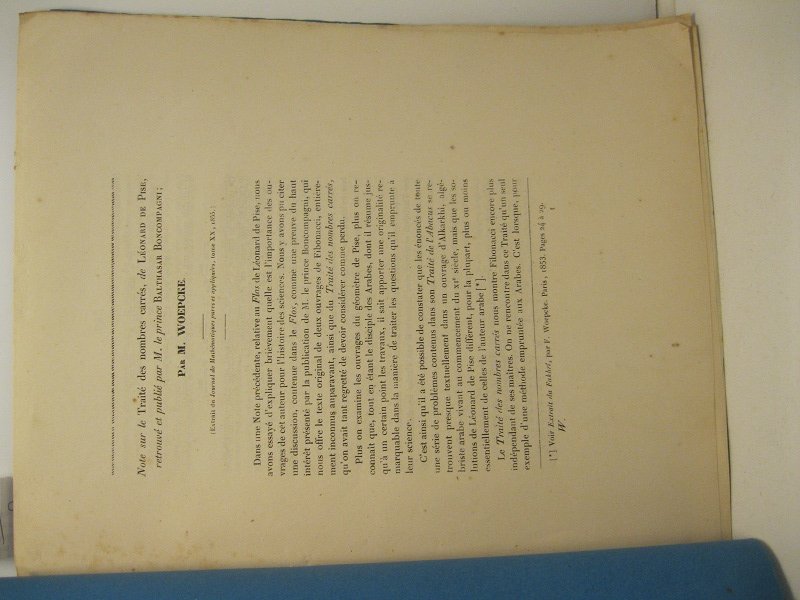 Note sur le Traité des nombres carrés, de LÉONARD DE PISE,
retrouvé et publié par M. le prince BALTHASAR BONCOMPAGNI;
PAR M. WOEPCKE.
(Extrait du Journal de Mathématiques pures et appliquées, tome XX, 1855.)
Dans une Note précédente, relative au Flos de Léonard de Pise, nous
avons essayé d'expliquer brièvement quelle est l'importance des ou-
vrages de cet auteur pour l'histoire des sciences. Nous y avons pu citer
une discussion, contenue dans le Flos, comme une preuve du haut
intérêt présenté par la publication de M. le prince Boncompagni, qui
nous offre le texte original de deux ouvrages de Fibonacci, entière-
ment inconnus auparavant, ainsi que du Traité des nombres carrés,
qu'on avait tant regretté de devoir considérer comme perdu.
Plus on examine les ouvrages du géomètre de Pise, plus on re-
connaît que, tout en étant le disciple des Arabes, dont il résume jus-
qu'à un certain point les travaux, il sait apporter une originalité re-
marquable dans la manière de traiter les questions qu'il emprunte à
leur science.
C'est ainsi qu'il a été possible de constater que les énoncés de toute
une série de problèmes contenus dans son Traité de l'Abacus se re-
trouvent presque textuellement dans un ouvrage d'Alkarkhî, algé-
briste arabe vivant au commencement du XIe siècle, mais que les so-
lutions de Léonard de Pise diffèrent, pour la plupart, plus ou moins
essentiellement de celles de l'auteur arabe [*].
Le Traité des nombres carrés nous montre Fibonacci encore plus
indépendant de ses maîtres. On ne rencontre dans ce Traité qu'un seul
exemple d'une méthode empruntée aux Arabes. C'est lorsque, pour
[*] Voir Extrait du Fakhrî, par F. Woepcke. Paris, 1853. Pages 24 à 29.
W. 1